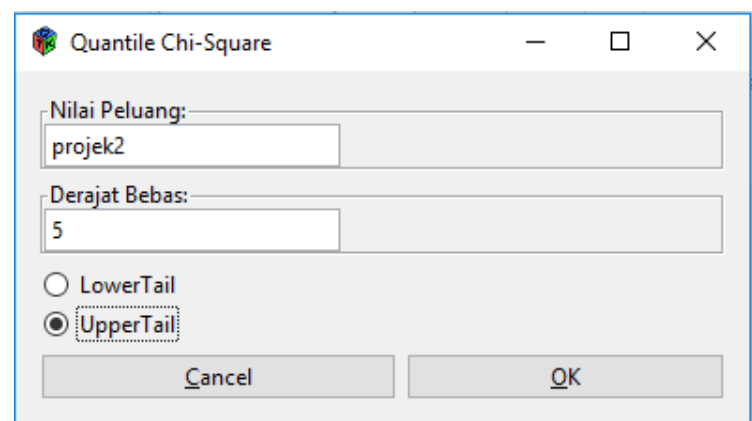 Quantile Chi-Square
Nilai Peluang:
projek2
Derajat Bebas:
5
LowerTail
UpperTail
Cancel OK